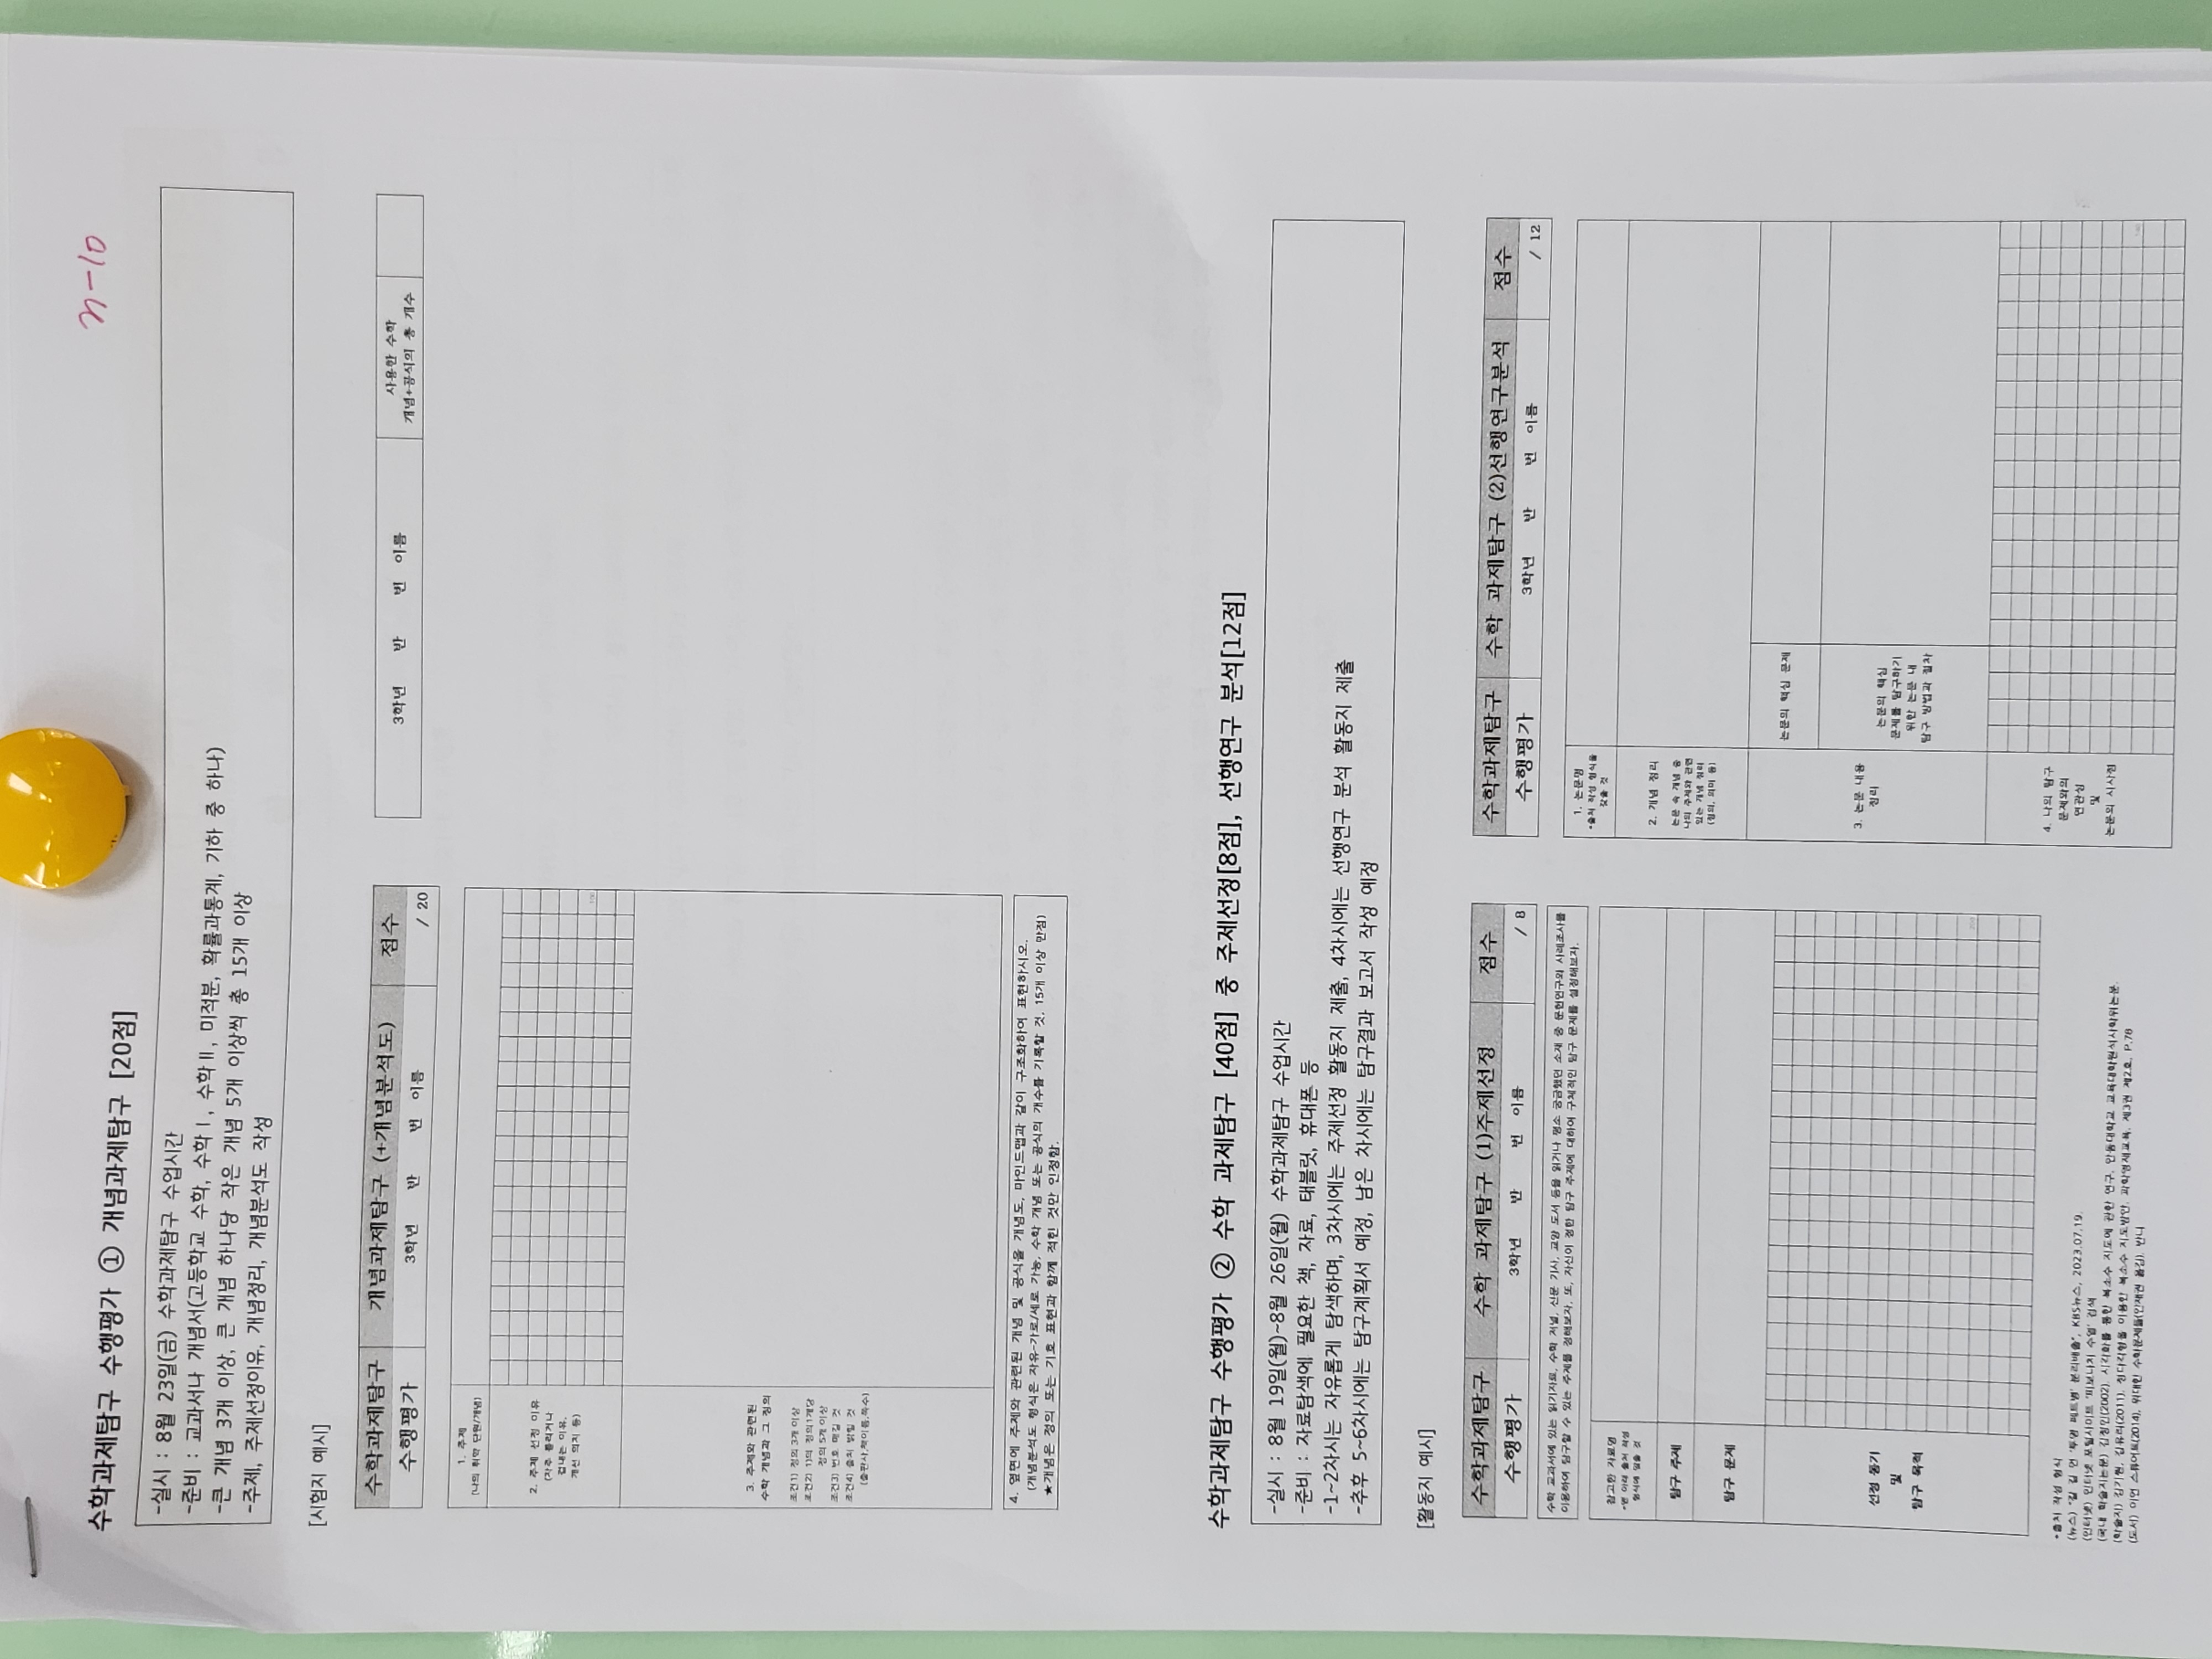 n-10
수학과제탐구 수행평가 ① 개념과제탐구 [20점]
-실시 : 8월 23일(금) 수학과제탐구 수업시간
-준비 : 교과서나 개념서(고등학교 수학, 수학Ⅰ, 수학Ⅱ, 미적분, 확률과통계, 기하 중 하나)
-큰 개념 3개 이상, 큰 개념 하나당 작은 개념 5개 이상씩 총 15개 이상
-주제, 주제선정이유, 개념정리, 개념분석도 작성
[시험지 예시]
수학과제탐구 개념과제탐구 (+개념분석도) 점수
수행평가 3학년 반 번 이름 / 20
1. 주제
(나의 취약 단원/개념)
2. 주제 선정 이유
(자주 틀리거나
겁내는 이유,
개선 의지 등)
3. 주제와 관련된
수학 개념과 그 정의
조건1) 정의 3개 이상
조건2) 1)의 정의1개당
정의 5개 이상
조건3) 번호 매길 것
조건4) 출처 밝힐 것
(출판사,책이름,쪽수)
4. 옆면에 주제와 관련된 개념 및 공식을 개념도, 마인드맵과 같이 구조화하여 표현하시오.
(개념분석도 형식은 자유-가로/세로 가능, 수학 개념 또는 공식의 개수를 기록할 것, 15개 이상 만점)
★개념은 정의 또는 기호 표현과 함께 적힌 것만 인정함.
3학년 반 번 이름
사용한 수학
개념+공식의 총 개수
수학과제탐구 수행평가 ② 수학 과제탐구 [40점] 중 주제선정[8점], 선행연구 분석[12점]
-실시 : 8월 19일(월)~8월 26일(월) 수학과제탐구 수업시간
-준비 : 자료탐색에 필요한 책, 자료, 태블릿, 휴대폰 등
-1~2차시는 자유롭게 탐색하며, 3차시에는 주제선정 활동지 제출, 4차시에는 선행연구 분석 활동지 제출
-추후 5~6차시에는 탐구계획서 예정, 남은 차시에는 탐구결과 보고서 작성 예정
[활동지 예시]
수학과제탐구 수학 과제탐구 (1)주제선정 점수
수행평가 3학년 반 번 이름 / 8
수학 교과서에 있는 읽기자료, 수학 저널, 신문 기사, 교양 도서 등을 읽거나 평소 궁금했던 소재 중 문헌연구와 사례조사를
이용하여 탐구할 수 있는 주제를 정해보자. 또, 자신이 정한 탐구 주제에 대하여 구체적인 탐구 문제를 설정해보자.
참고한 자료명
*맨 아래 출처 작성
형식에 맞출 것
탐구 주제
탐구 문제
선정 동기
및
탐구 목적
*출처 작성 형식
(뉴스) "갈 길 먼 '투명 페트병' 분리배출", KBS뉴스, 2023.07.19.
(인터넷) 인터넷 포털사이트 '피보나치 수열' 검색
(국내 학술지논문) 김정인(2002). 시각화를 통한 복소수 지도에 관한 연구. 안동대학교 교육대학원석사학위논문.
(학술지) 김기원, 김유리(2011). 정다각형을 이용한 복소수 지도방안. 과학영재교육. 제3권 제2호, P.78
(도서) 이언 스튜어트(2014), 위대한 수학문제들(안재권 옮김). 반니
수학과제탐구 수학 과제탐구 (2)선행연구분석 점수
수행평가 3학년 반 번 이름 / 12
1. 논문명
*출처 작성 형식을
갖출 것
2. 개념 정리
논문 속 개념 중
나의 주제와 관련
있는 개념 정리
(정의, 의미 등)
3. 논문 내용
정리
논문의 핵심 문제
논문의 핵심
문제를 탐구하기
위한 논문 내
탐구 방법과 절차
4. 나의 탐구
문제와의
연관성
및
논문의 시사점